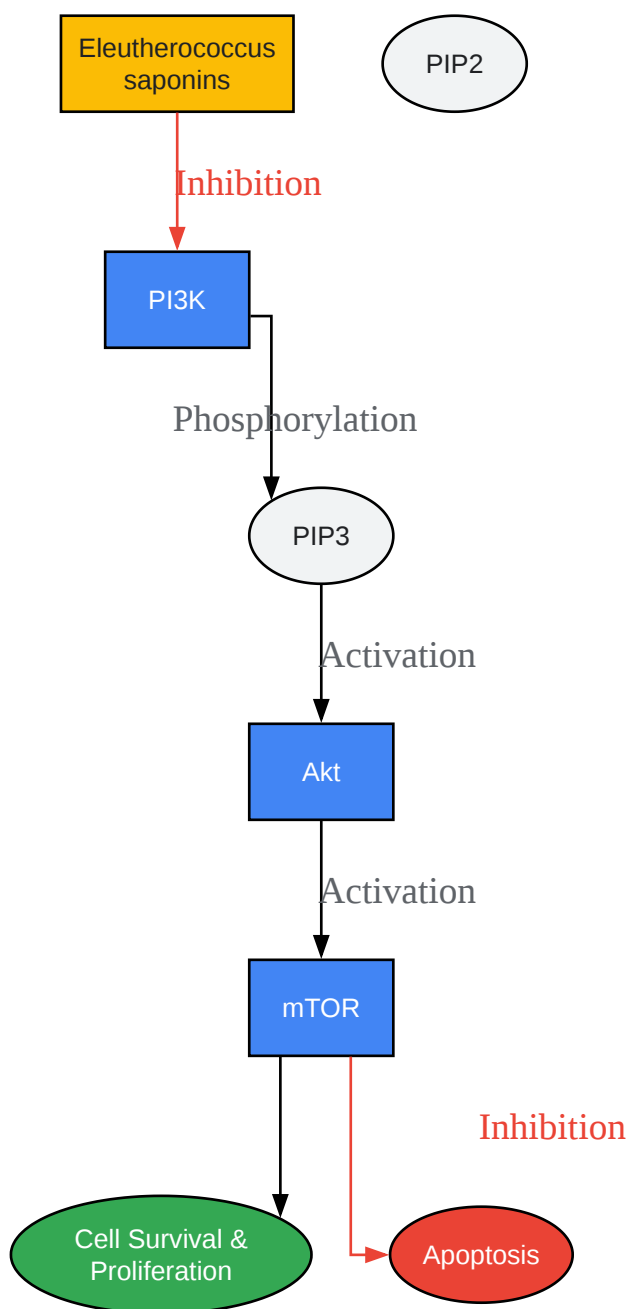 Eleutherococcus
saponins
PIP2
Inhibition
PI3K
Phosphorylation
PIP3
Activation
Akt
Activation
mTOR
Inhibition
Cell Survival &
Proliferation
Apoptosis